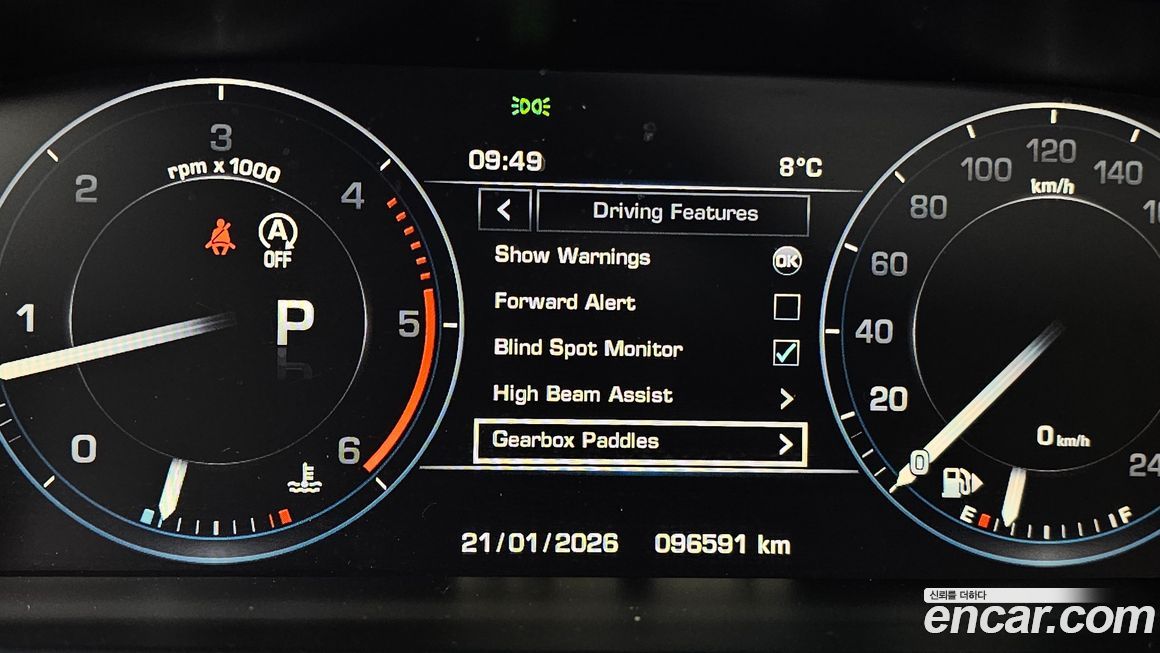 09:49
8°C
Driving Features
Show Warnings OK
Forward Alert
Blind Spot Monitor
High Beam Assist
Gearbox Paddles
21/01/2026 096591 km
0
1
2
3
4
5
6
rpm x 1000
A
OFF
P
0
20
40
60
80
100
120
140
km/h
0 km/h
E
F
신뢰를 더하다
encar.com